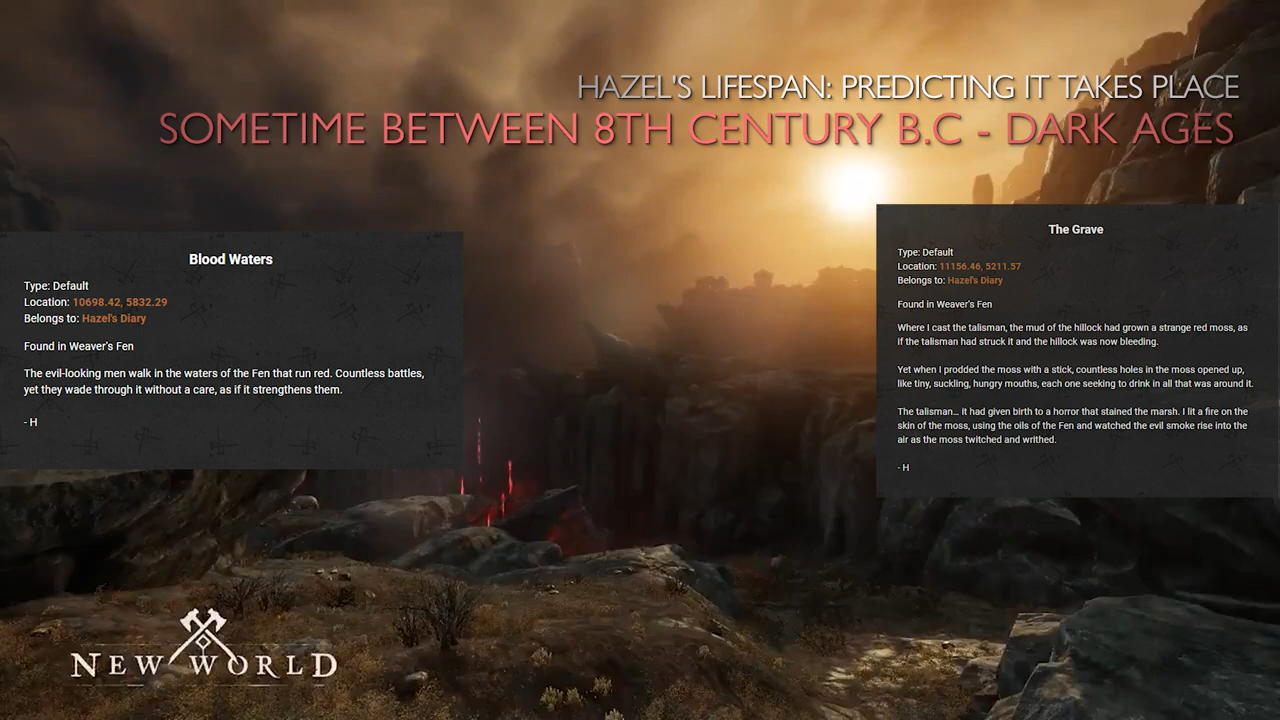 HAZEL'S LIFESPAN: PREDICTING IT TAKES PLACE
SOMETIME BETWEEN 8TH CENTURY B.C - DARK AGES
Blood Waters
Type: Default
Location: 10698.42, 5832.29
Belongs to: Hazel's Diary
Found in Weaver's Fen
The evil-looking men walk in the waters of the Fen that run red. Countless battles,
yet they wade through it without a care, as if it strengthens them.
- H
The Grave
Type: Default
Location: 11156.46, 5211.57
Belongs to: Hazel's Diary
Found in Weaver's Fen
Where I cast the talisman, the mud of the hillock had grown a strange red moss, as
if the talisman had struck it and the hillock was now bleeding.
Yet when I prodded the moss with a stick, countless holes in the moss opened up,
like tiny, suckling, hungry mouths, each one seeking to drink in all that was around it.
The talisman... it had given birth to a horror that stained the marsh. I lit a fire on the
skin of the moss, using the oils of the Fen and watched the evil smoke rise into the
air as the moss twitched and writhed.
- H
NEW WORLD